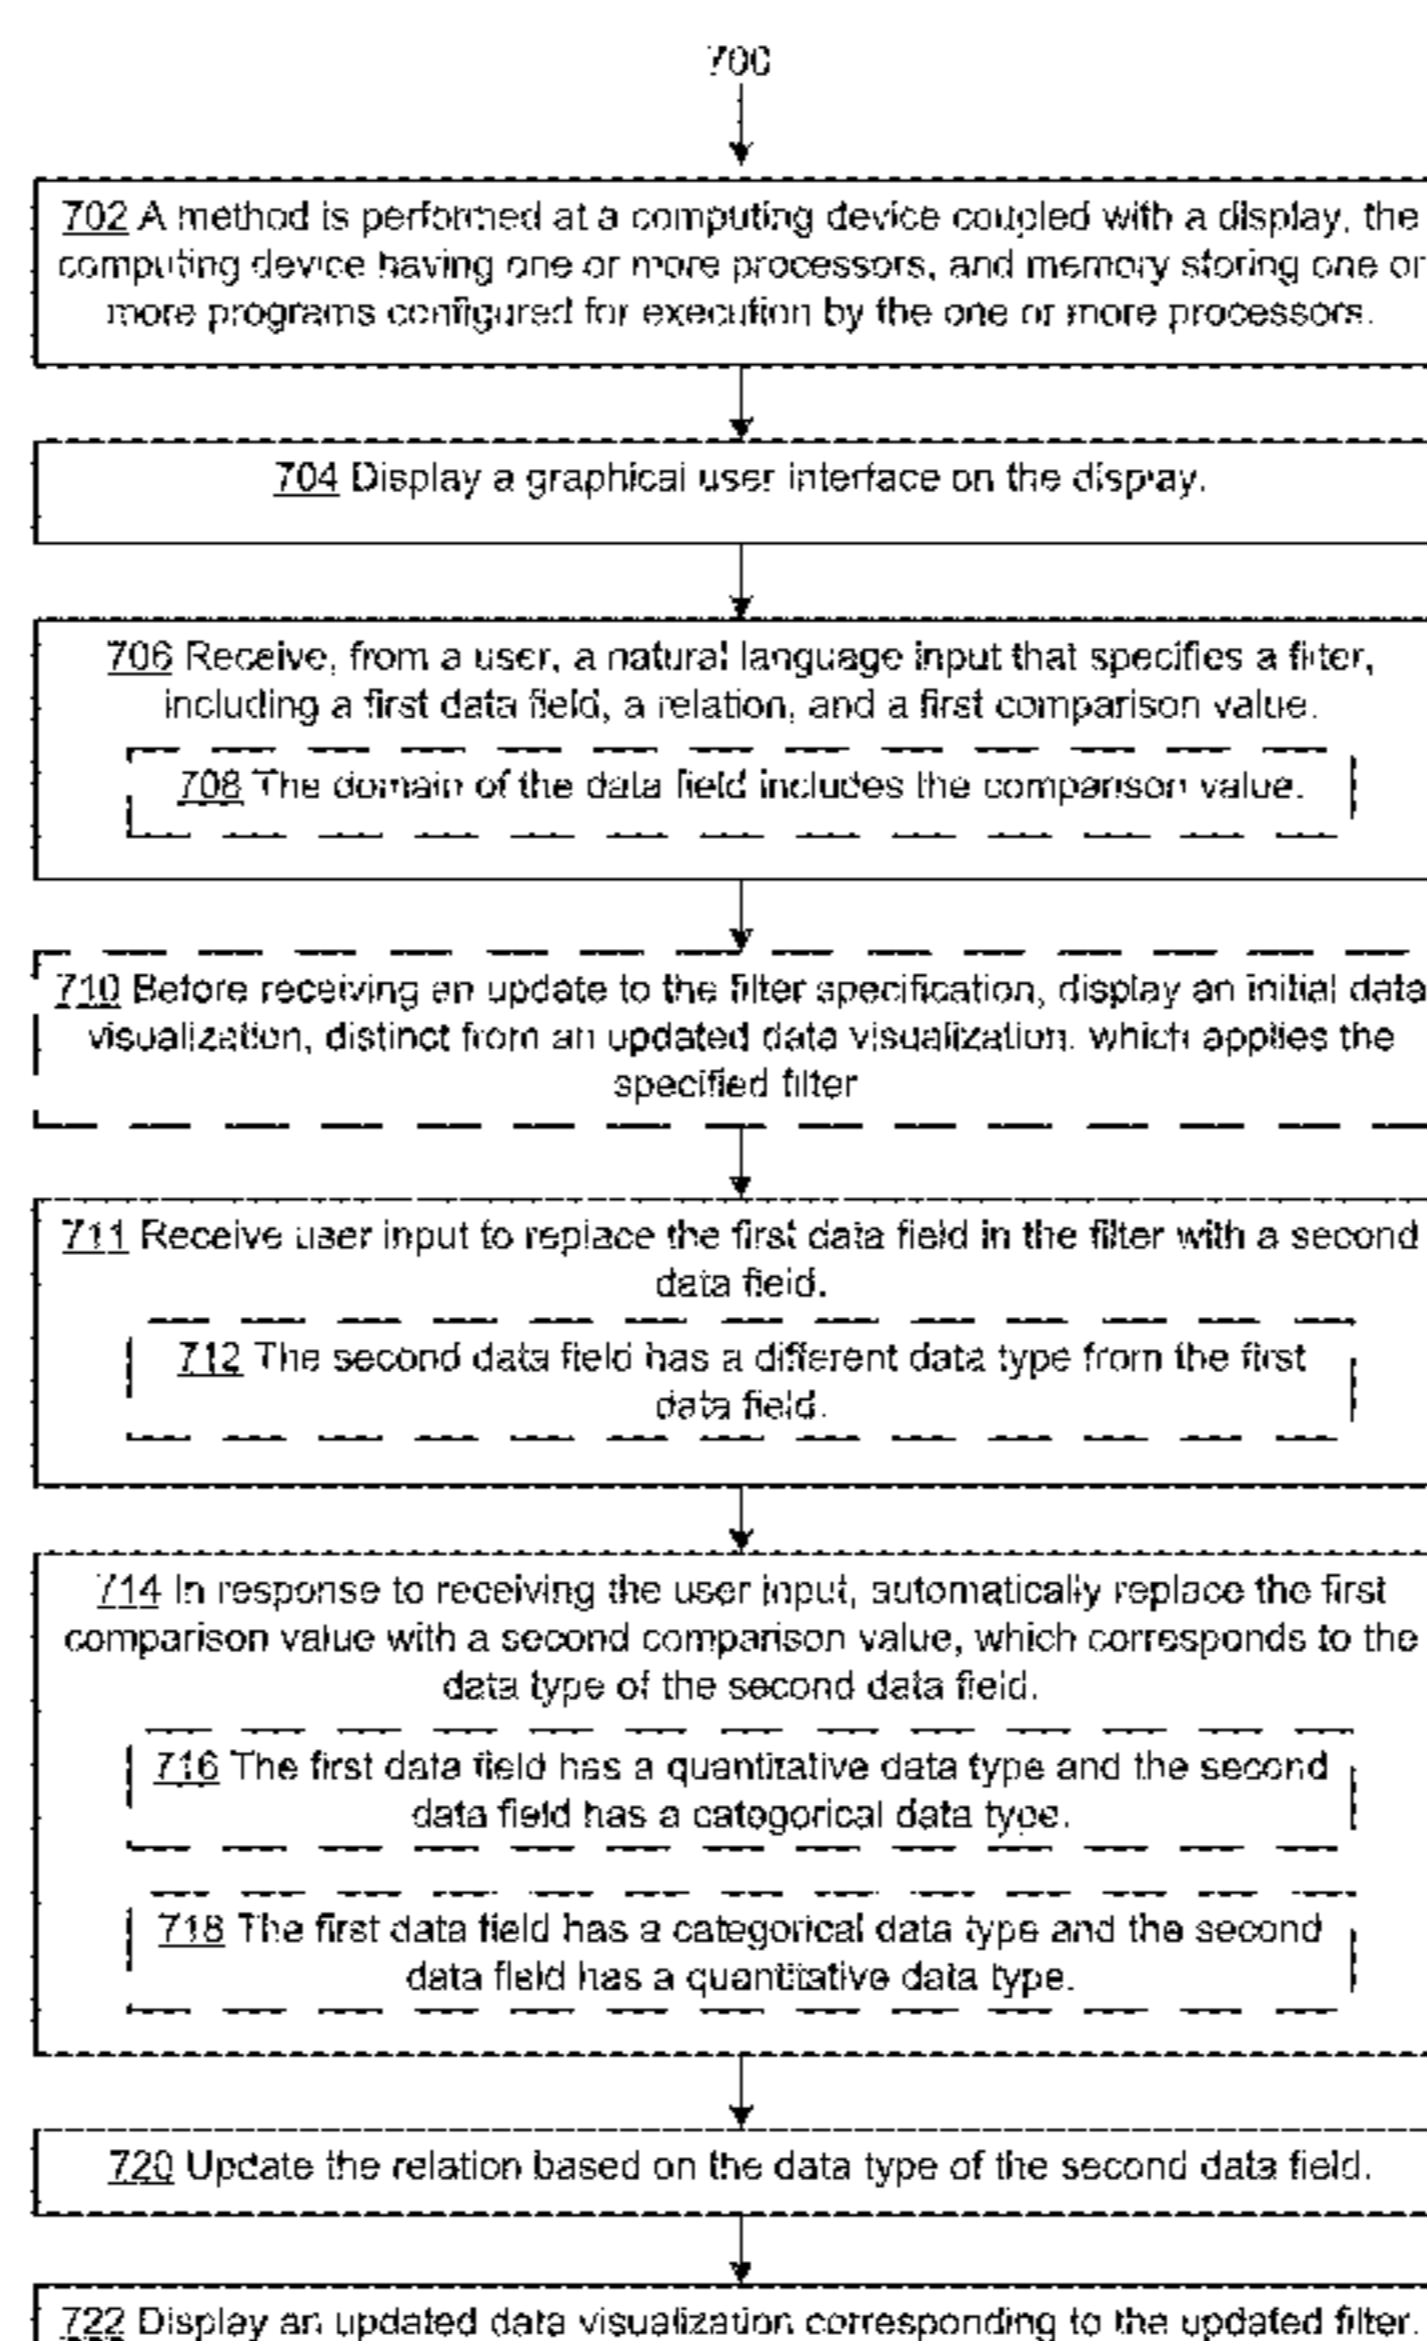 700
702 A method is performed at a computing device coupled with a display, the
computing device having one or more processors, and memory storing one or
more programs configured for execution by the one or more processors.
704 Display a graphical user interface on the display.
706 Receive, from a user, a natural language input that specifies a filter,
including a first data field, a relation, and a first comparison value.
708 The domain of the data field includes the comparison value.
710 Before receiving an update to the filter specification, display an initial data
visualization, distinct from an updated data visualization, which applies the
specified filter
711 Receive user input to replace the first data field in the filter with a second
data field.
712 The second data field has a different data type from the first
data field.
714 In response to receiving the user input, automatically replace the first
comparison value with a second comparison value, which corresponds to the
data type of the second data field.
716 The first data field has a quantitative data type and the second
data field has a categorical data type.
718 The first data field has a categorical data type and the second
data field has a quantitative data type.
720 Update the relation based on the data type of the second data field.
722 Display an updated data visualization corresponding to the updated filter.